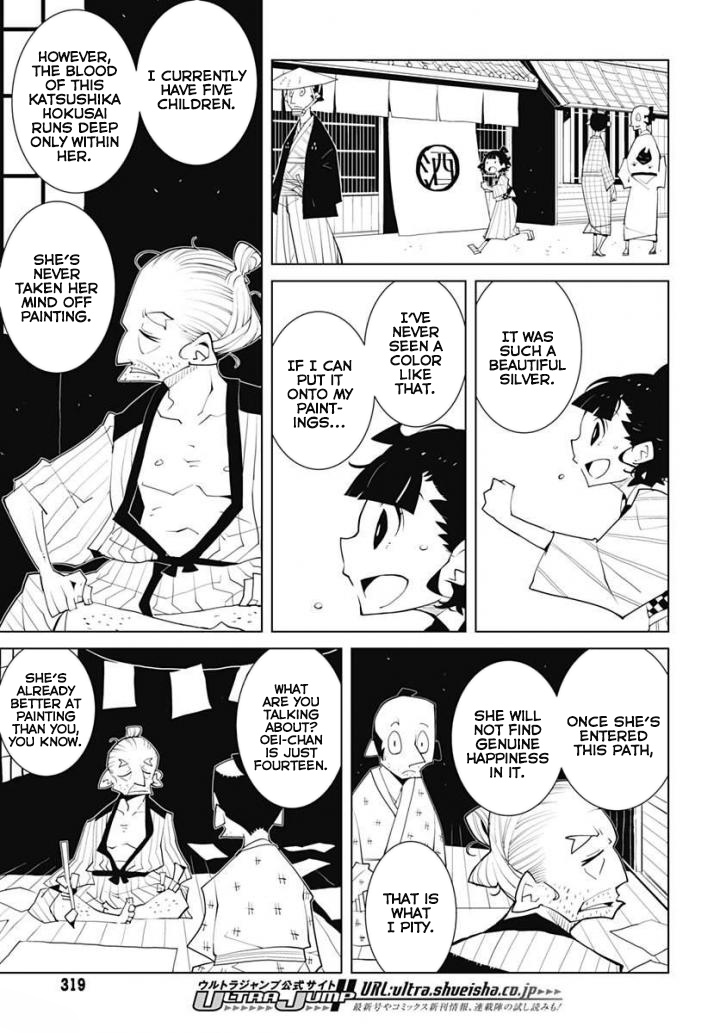 酒
IT WAS
SUCH A
BEAUTIFUL
SILVER.
I'VE
NEVER
SEEN A
COLOR
LIKE
THAT.
IF I CAN
PUT IT
ONTO MY
PAINT-
INGS...
I CURRENTLY
HAVE FIVE
CHILDREN.
HOWEVER,
THE BLOOD
OF THIS
KATSUSHIKA
HOKUSAI
RUNS DEEP
ONLY WITHIN
HER.
SHE'S
NEVER
TAKEN HER
MIND OFF
PAINTING.
ONCE SHE'S
ENTERED
THIS PATH,
SHE WILL
NOT FIND
GENUINE
HAPPINESS
IN IT.
THAT IS
WHAT
I PITY.
WHAT
ARE YOU
TALKING
ABOUT?
OEI-CHAN
IS JUST
FOURTEEN.
SHE'S
ALREADY
BETTER AT
PAINTING
THAN YOU,
YOU KNOW.
319
ウルトラジャンプ公式サイト
ULTRA JUMP
URL:ultra.shueisha.co.jp
最新号やコミックス新刊情報、連載陣の試し読みも!